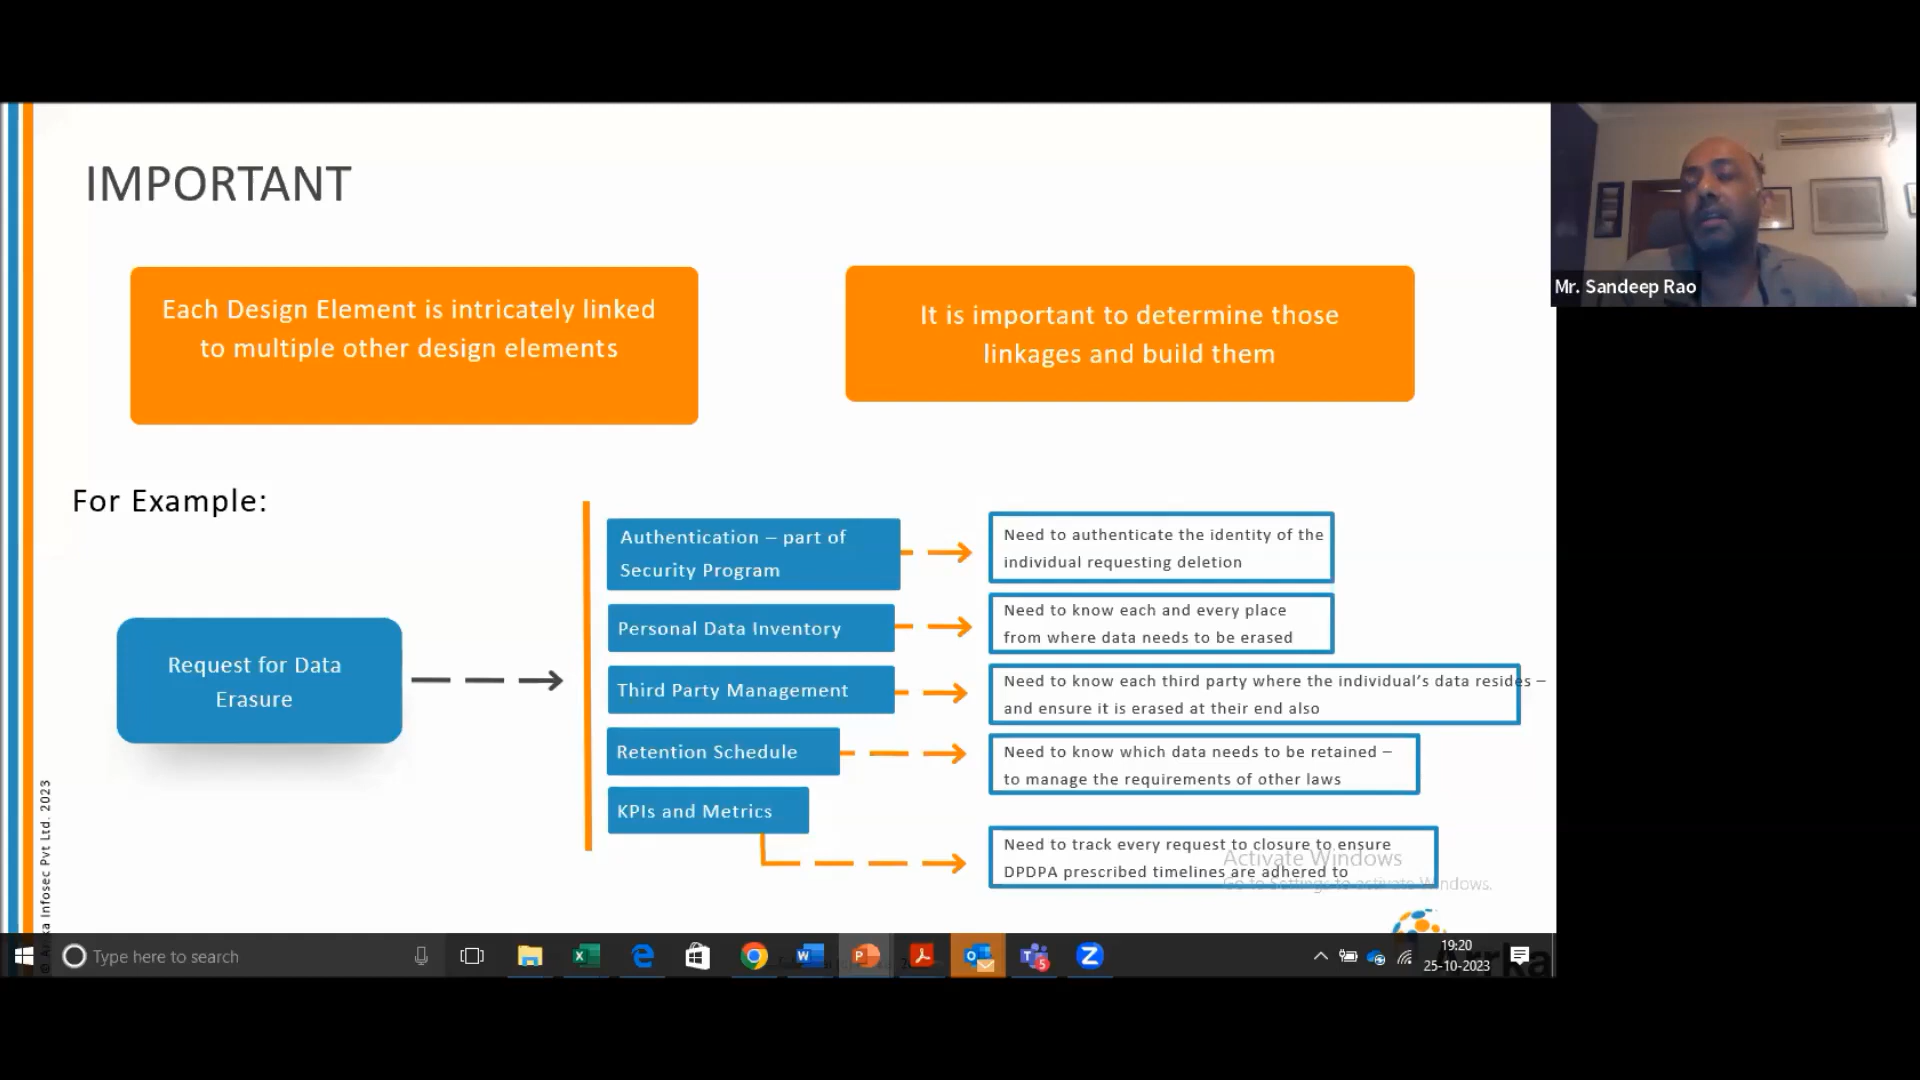 IMPORTANT
Each Design Element is intricately linked
to multiple other design elements
It is important to determine those
linkages and build them
Mr. Sandeep Rao
For Example:
Request for Data
Erasure
Authentication – part of
Security Program
Need to authenticate the identity of the
individual requesting deletion
Personal Data Inventory
Need to know each and every place
from where data needs to be erased
Third Party Management
Need to know each third party where the individual's data resides –
and ensure it is erased at their end also
Retention Schedule
Need to know which data needs to be retained –
to manage the requirements of other laws
KPIs and Metrics
Need to track every request to closure to ensure
DPDPA prescribed timelines are adhered to
Activate Windows
Go to Settings to activate Windows.
Infosec Pvt Ltd. 2023
Type here to search
19:20
25-10-2023